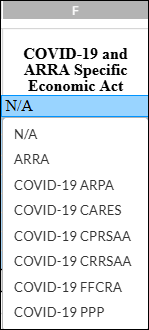 F
COVID-19 and
ARRA Specific
Economic Act
N/A
N/A
ARRA
COVID-19 ARPA
COVID-19 CARES
COVID-19 CPRSAA
COVID-19 CRRSAA
COVID-19 FFCRA
COVID-19 PPP